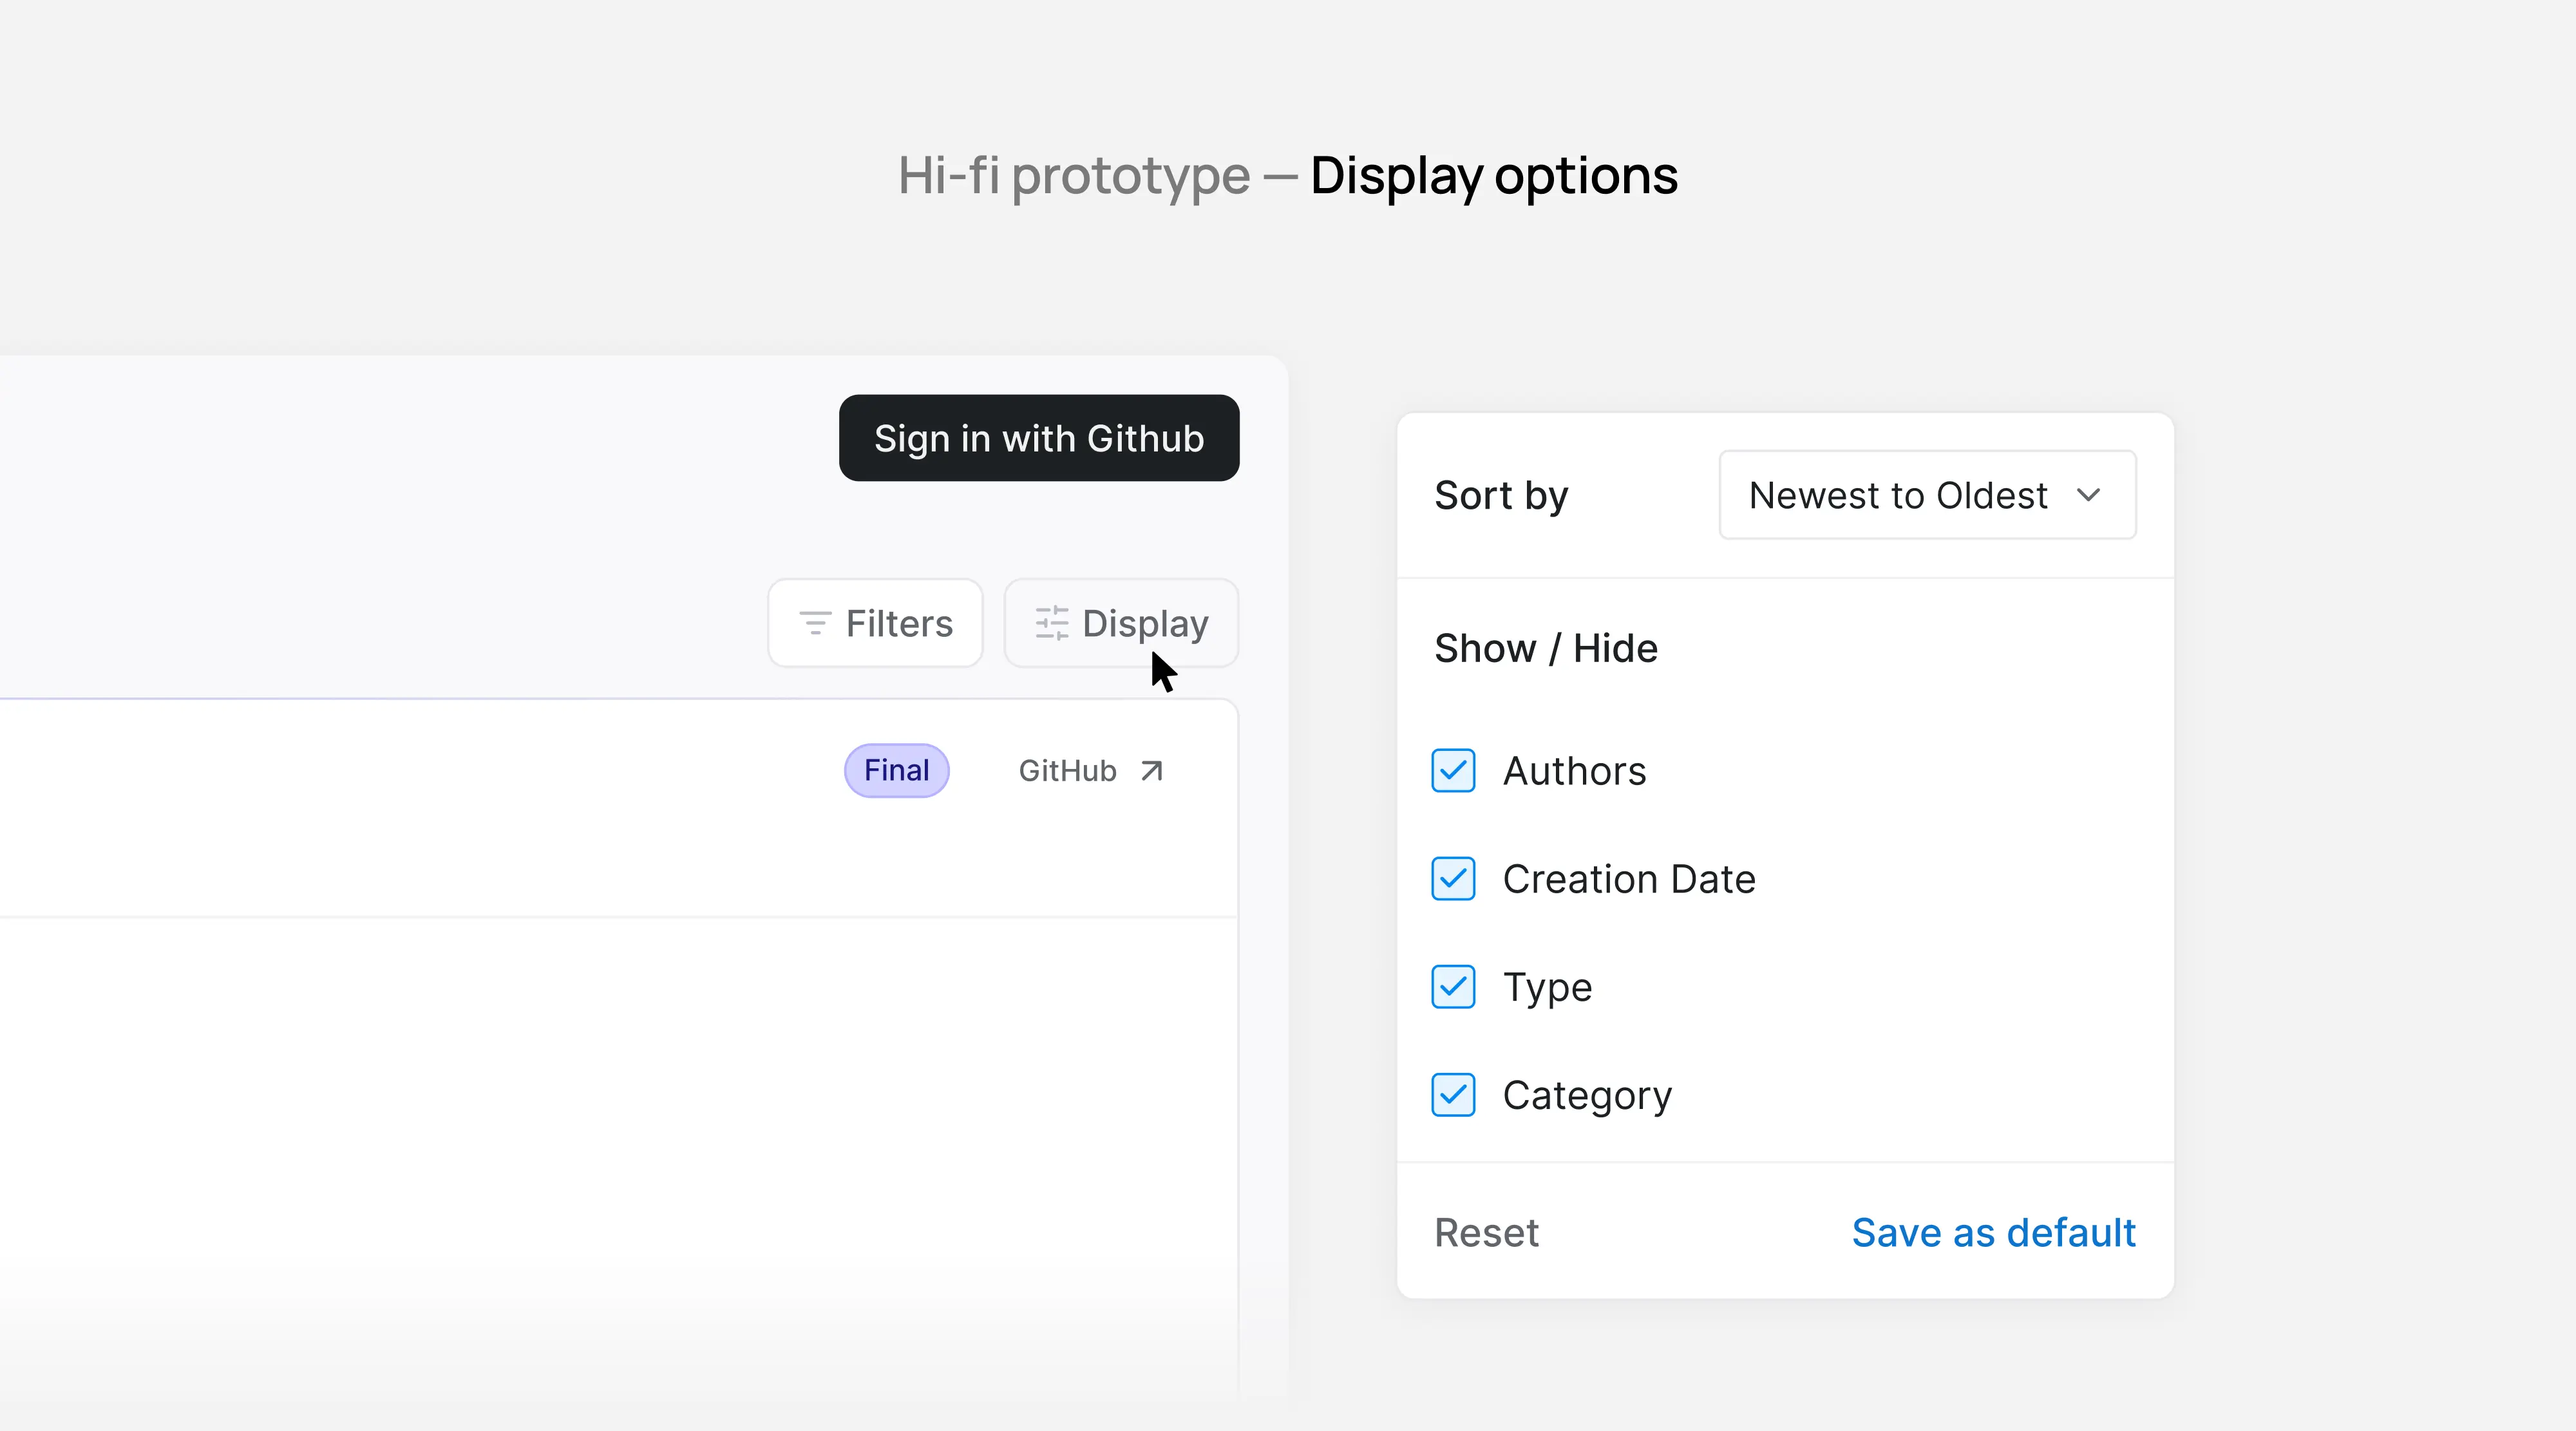 Hi-fi prototype — Display options
Sign in with Github
Filters
Display
Final
GitHub
Sort by
Newest to Oldest
Show / Hide
Authors
Creation Date
Type
Category
Reset
Save as default